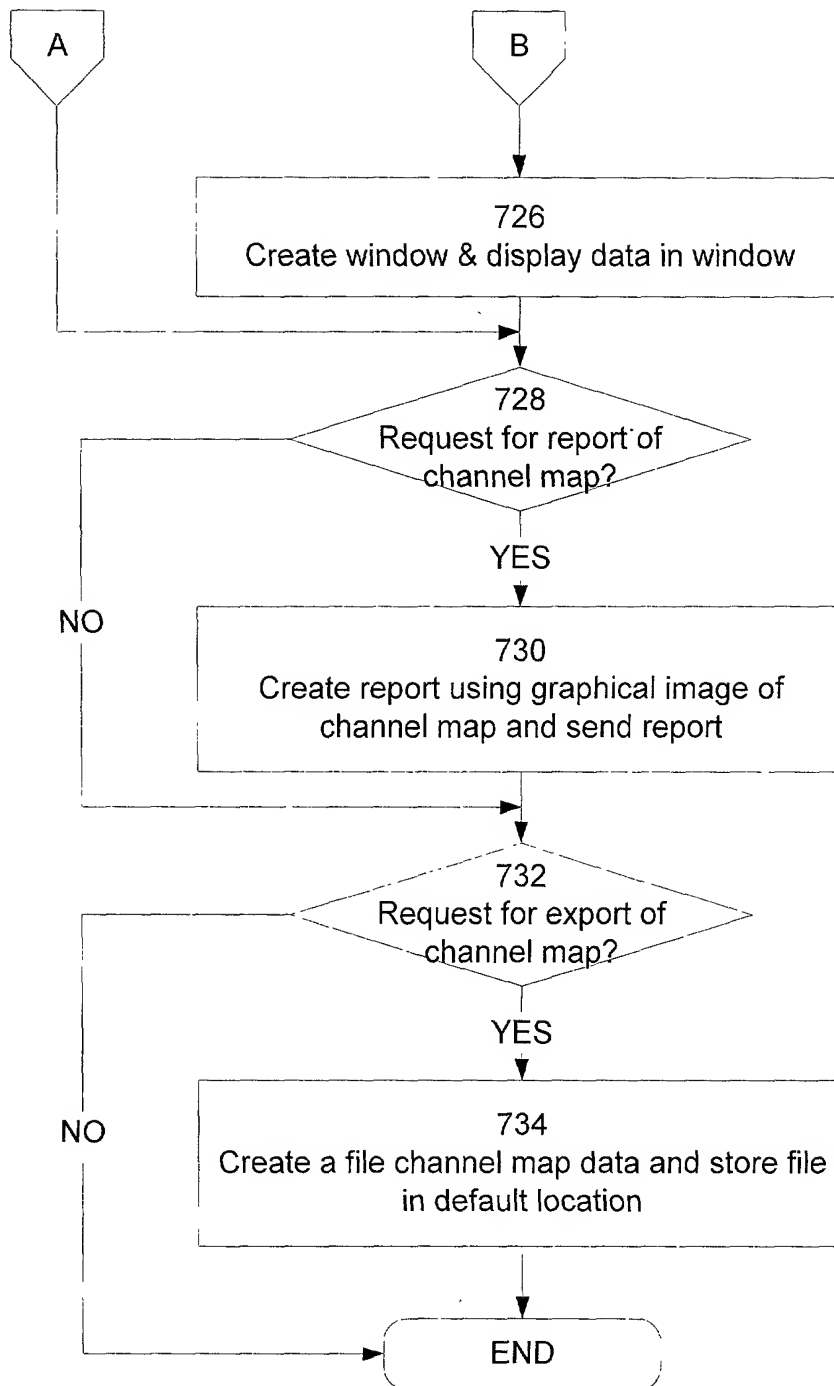 A
B
726
Create window & display data in window
728
Request for report of
channel map?
YES
NO
730
Create report using graphical image of
channel map and send report
732
Request for export of
channel map?
YES
NO
734
Create a file channel map data and store file
in default location
END